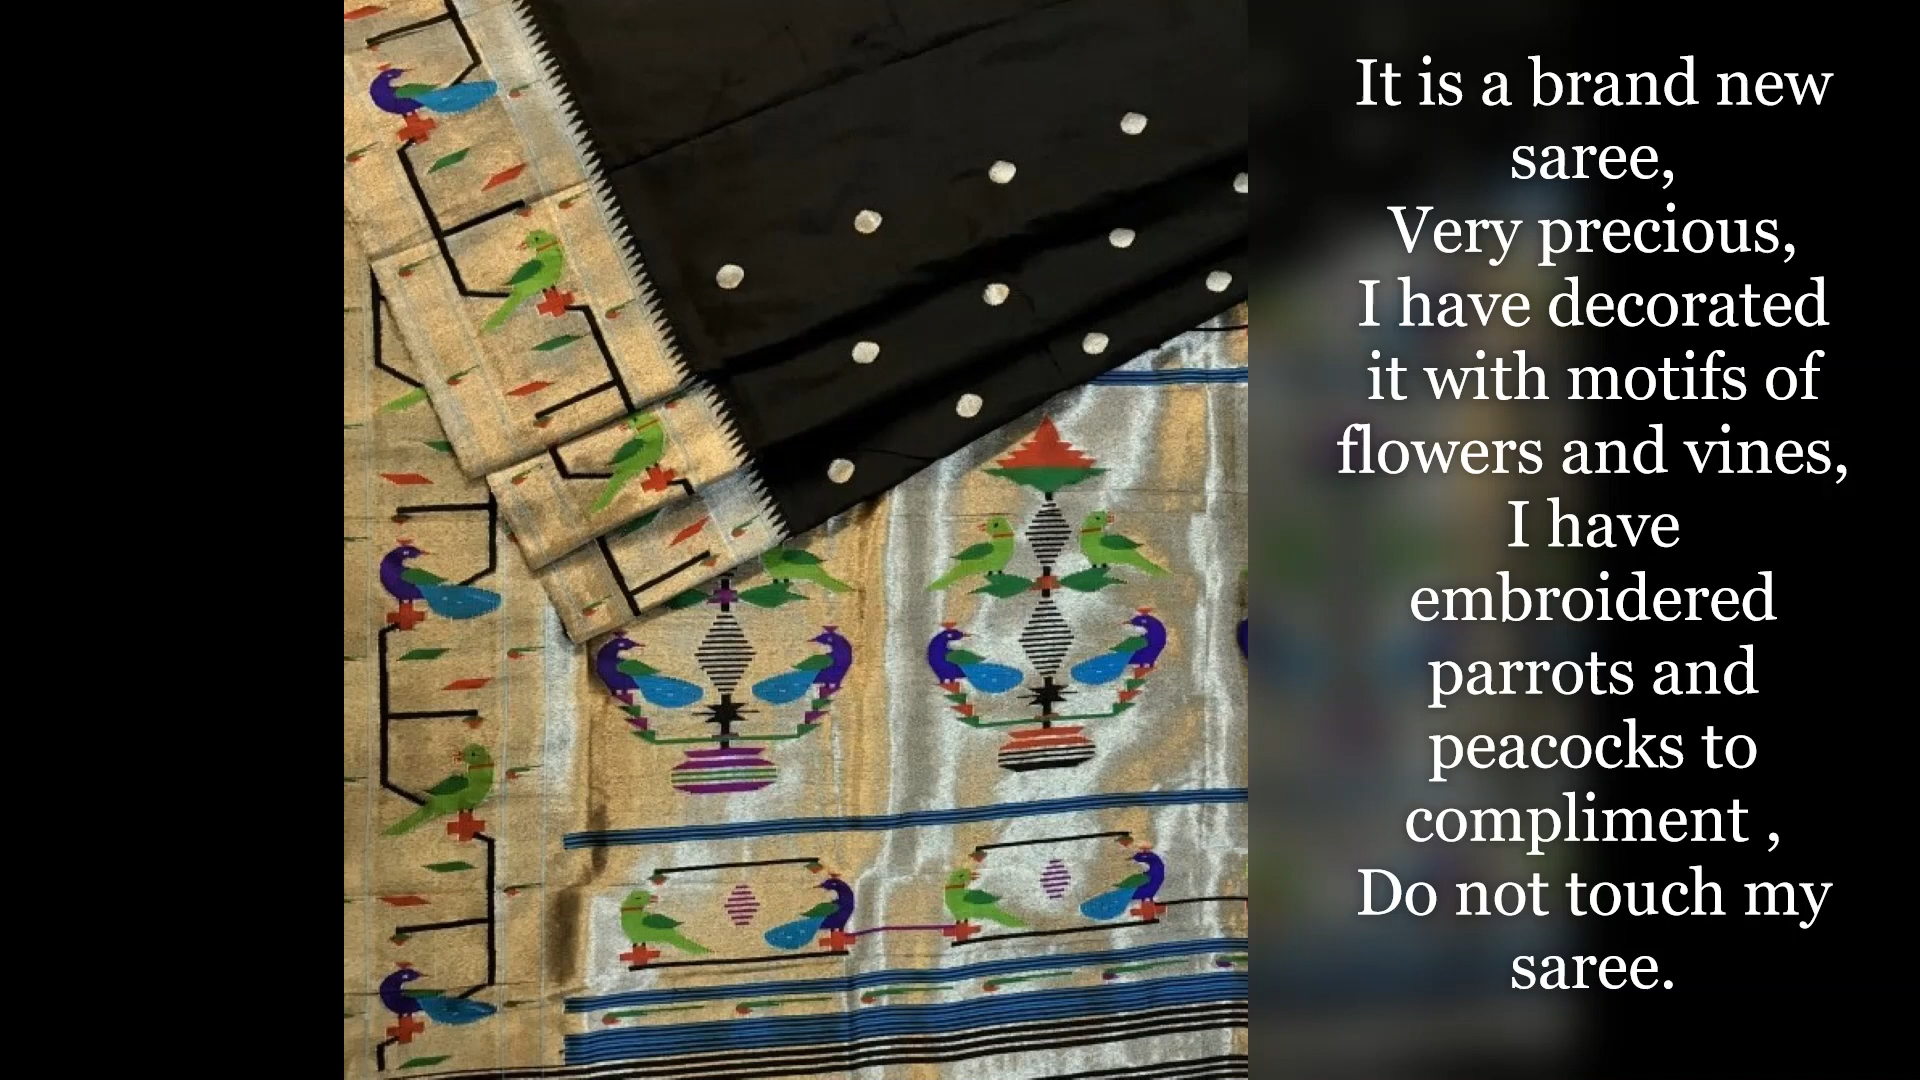 It is a brand new
saree,
Very precious,
I have decorated
it with motifs of
flowers and vines,
I have
embroidered
parrots and
peacocks to
compliment ,
Do not touch my
saree.